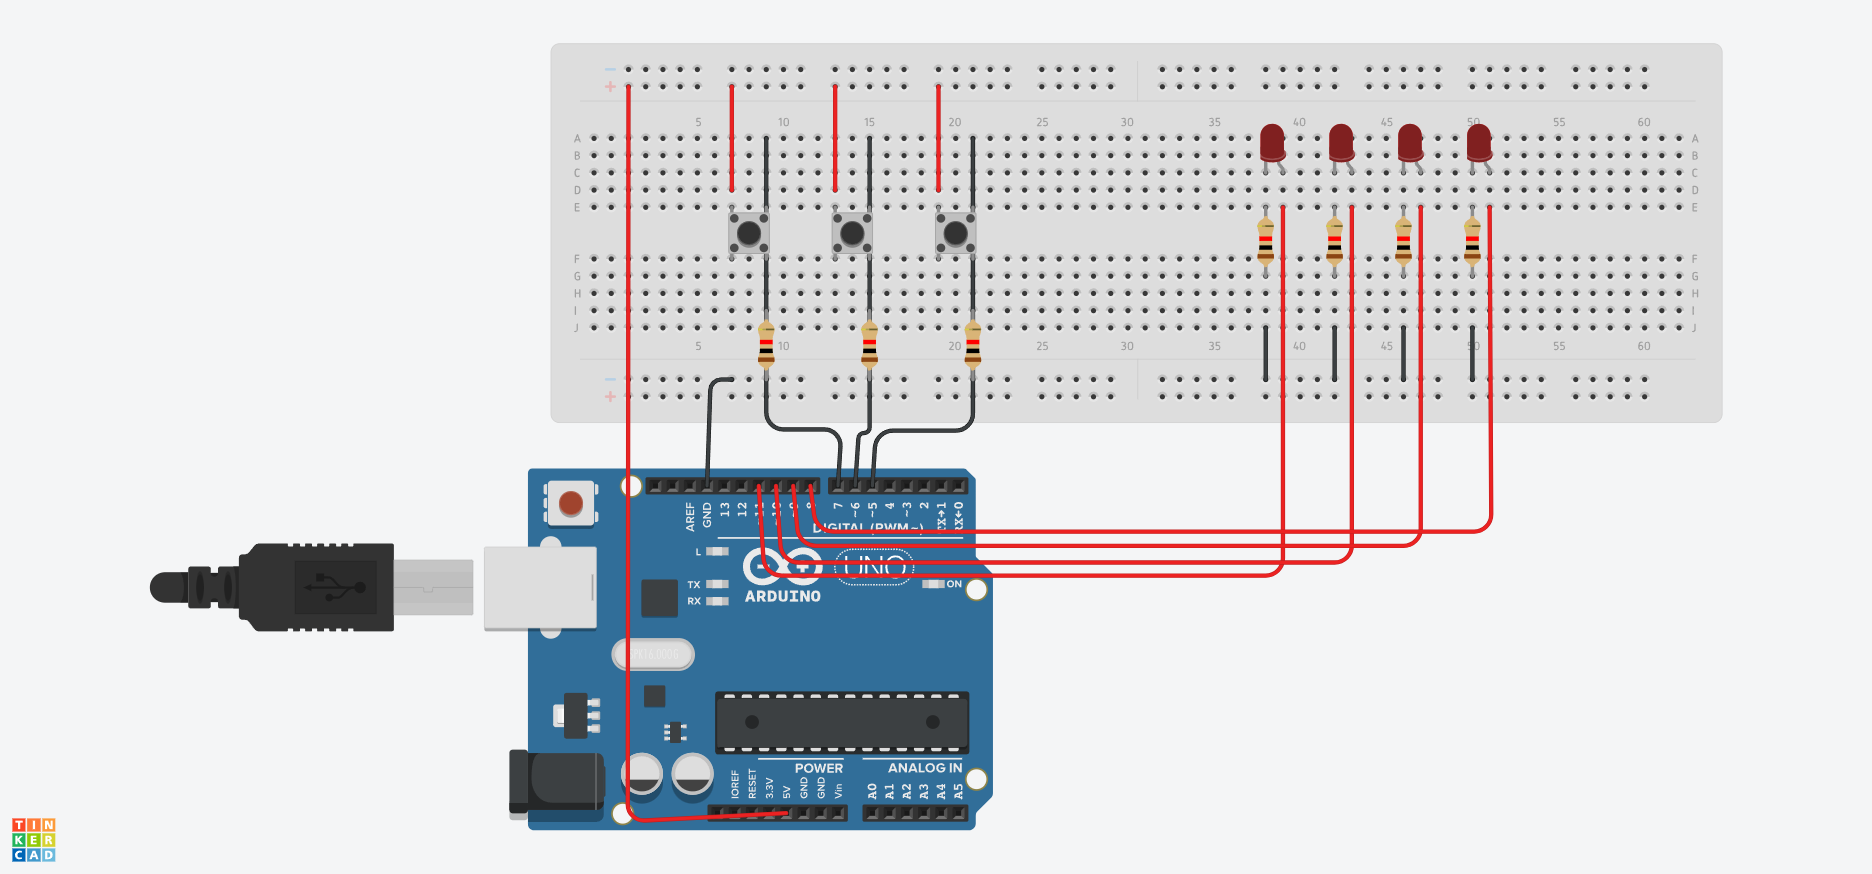 − −
+ +
5 10 15 20 25 30 35 40 45 50 55 60
A A
B B
C C
D D
E E
F F
G G
H H
I I
J J
5 10 15 20 25 30 35 40 45 50 55 60
−
+
AREF GND 13 12 8 7 ~6 ~5 4 ~3 2 TX→1 RX←0
DIGITAL (PWM~)
L
UNO
TX
ON
RX
ARDUINO
POWER ANALOG IN
IOREF RESET 3.3V 5V GND GND Vin A0 A1 A2 A3 A4 A5
TIN
KER
CAD